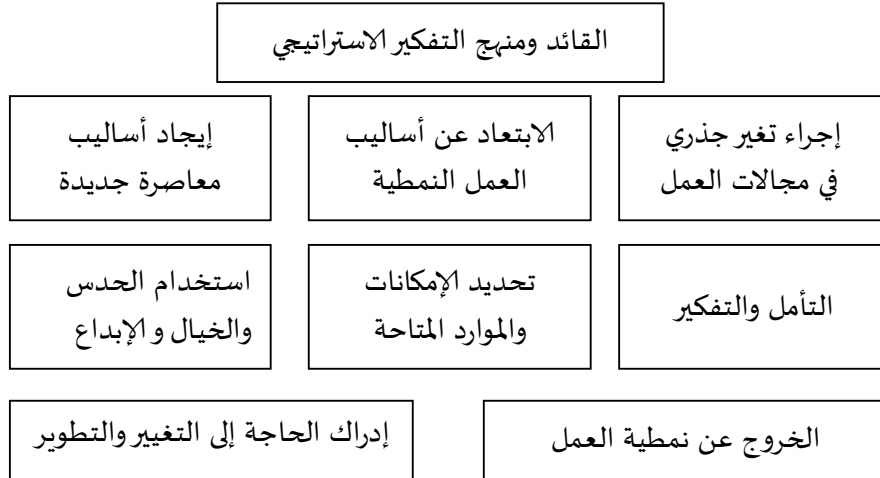 القائد ومنهج التفكير الاستراتيجي
إجراء تغير جذري
في مجالات العمل
الابتعاد عن أساليب
العمل النمطية
إيجاد أساليب
معاصرة جديدة
التأمل والتفكير
تحديد الإمكانات
والموارد المتاحة
استخدام الحدس
والخيال والإبداع
الخروج عن نمطية العمل
إدراك الحاجة إلى التغيير والتطوير